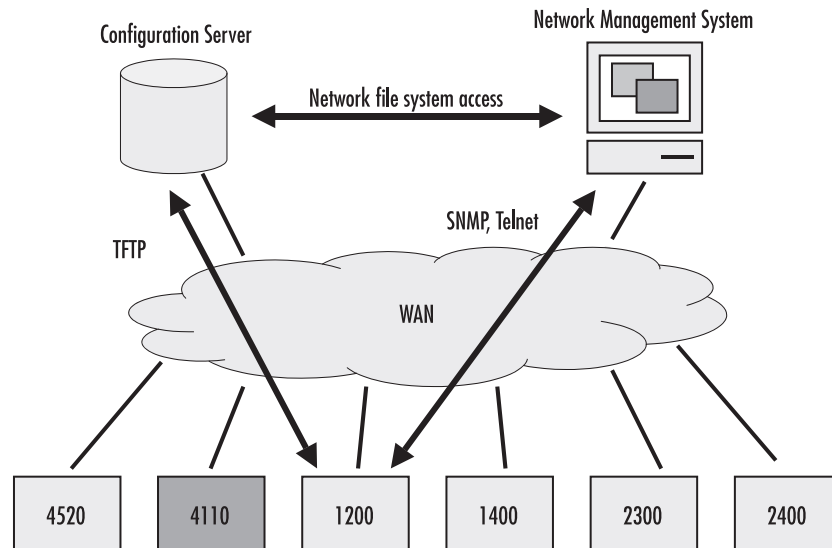 Configuration Server
Network Management System
Network file system access
SNMP, Telnet
TFTP
WAN
4520
4110
1200
1400
2300
2400